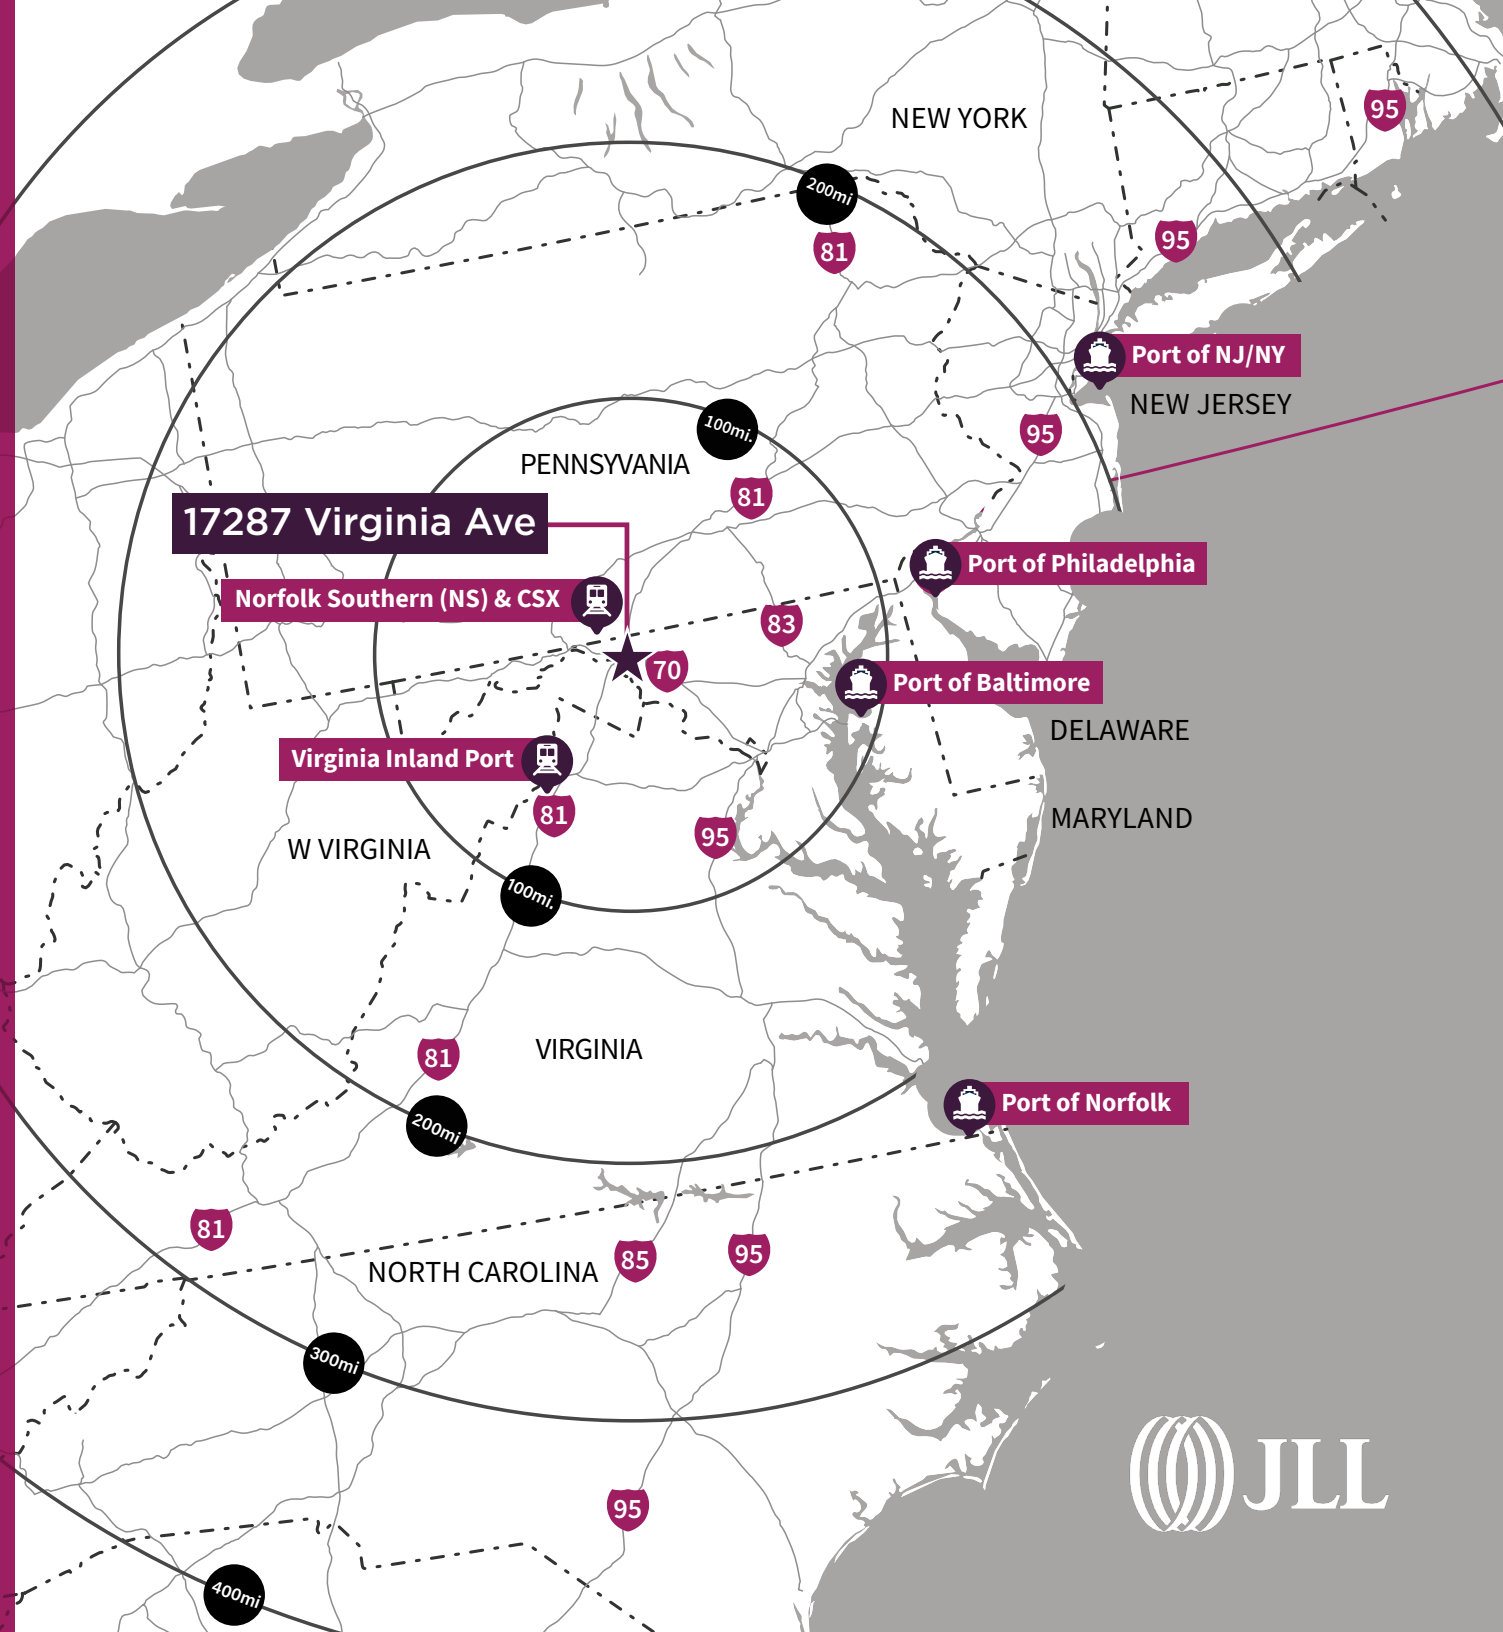 NEW YORK
95
200mi
81
95
Port of NJ/NY
NEW JERSEY
100mi.
95
PENNSYVANIA
81
17287 Virginia Ave
Port of Philadelphia
Norfolk Southern (NS) & CSX
83
70
Port of Baltimore
DELAWARE
Virginia Inland Port
81
95
MARYLAND
W VIRGINIA
100mi.
81
VIRGINIA
200mi
Port of Norfolk
81
85
95
NORTH CAROLINA
300mi
JLL
95
400mi